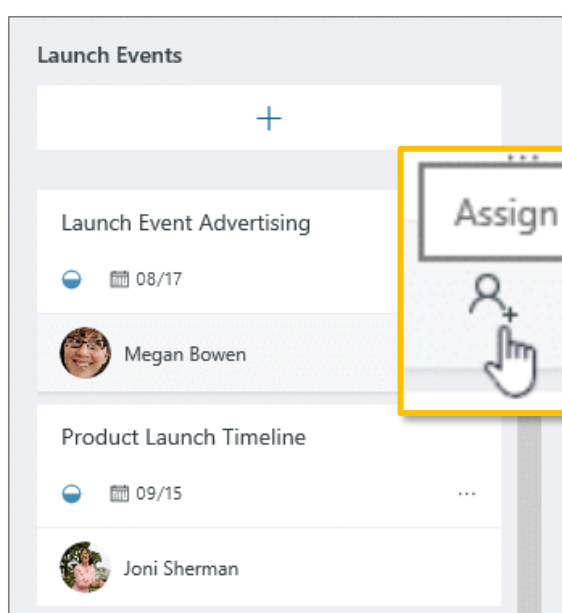 Launch Events
Launch Event Advertising
08/17
Megan Bowen
Assign
Product Launch Timeline
09/15
Joni Sherman